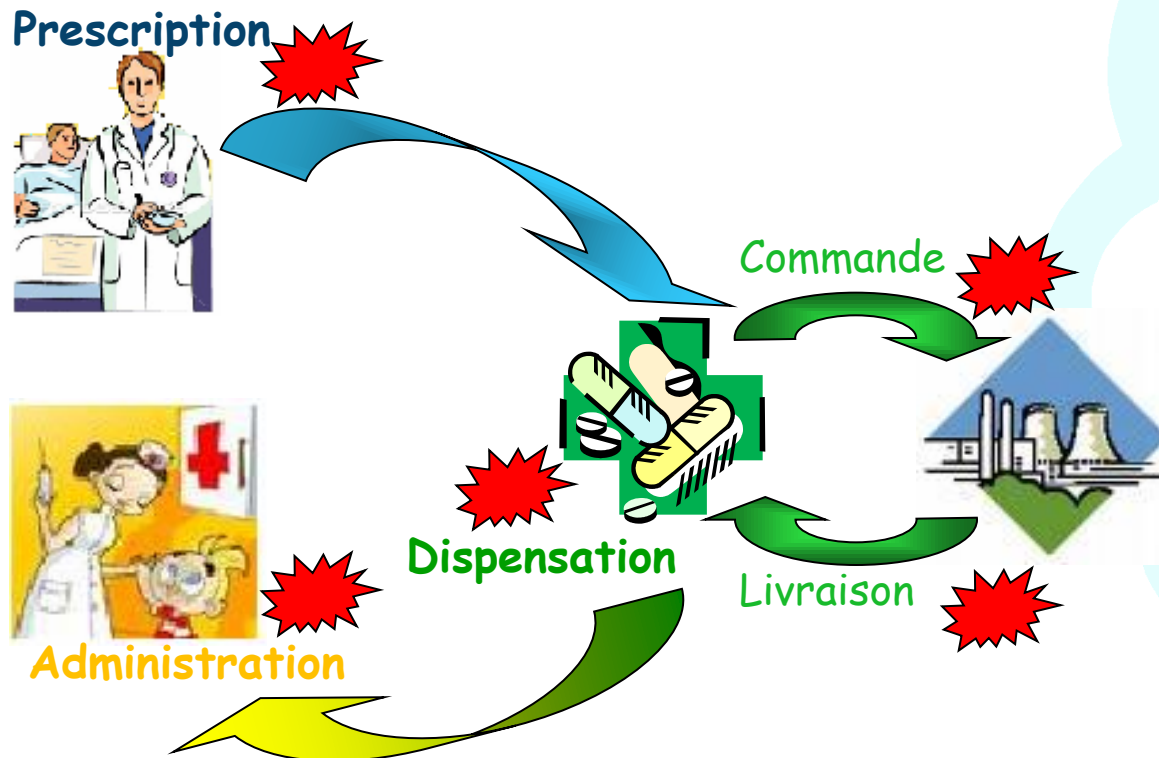 Prescription
Commande
Dispensation
Livraison
Administration